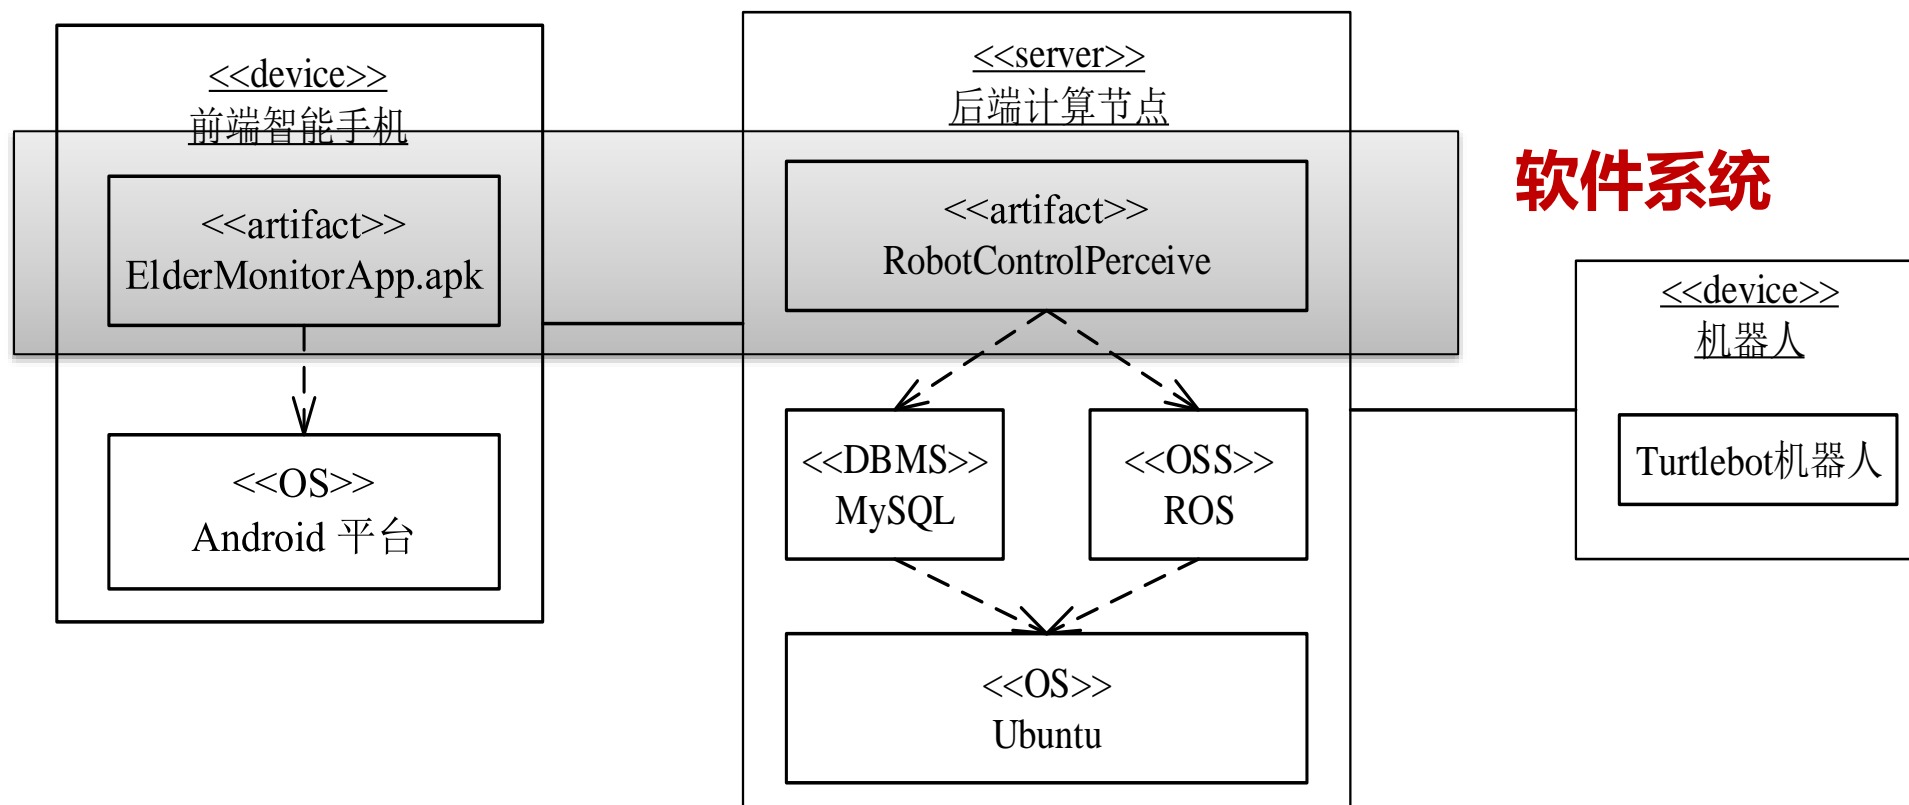 <<device>>
前端智能手机
<<artifact>>
ElderMonitorApp.apk
<<OS>>
Android 平台
<<server>>
后端计算节点
<<artifact>>
RobotControlPerceive
<<DBMS>>
MySQL
<<OSS>>
ROS
<<OS>>
Ubuntu
软件系统
<<device>>
机器人
Turtlebot机器人